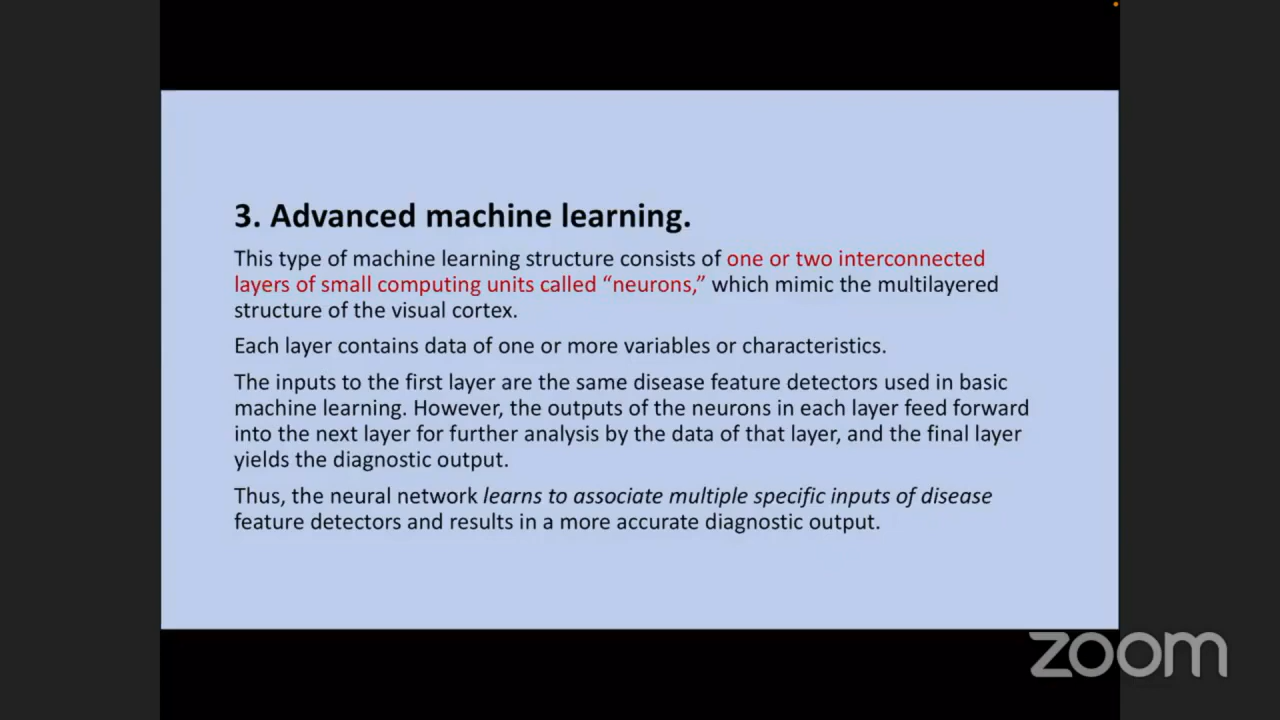 3. Advanced machine learning.
This type of machine learning structure consists of one or two interconnected
layers of small computing units called “neurons,” which mimic the multilayered
structure of the visual cortex.
Each layer contains data of one or more variables or characteristics.
The inputs to the first layer are the same disease feature detectors used in basic
machine learning. However, the outputs of the neurons in each layer feed forward
into the next layer for further analysis by the data of that layer, and the final layer
yields the diagnostic output.
Thus, the neural network learns to associate multiple specific inputs of disease
feature detectors and results in a more accurate diagnostic output.
zoom